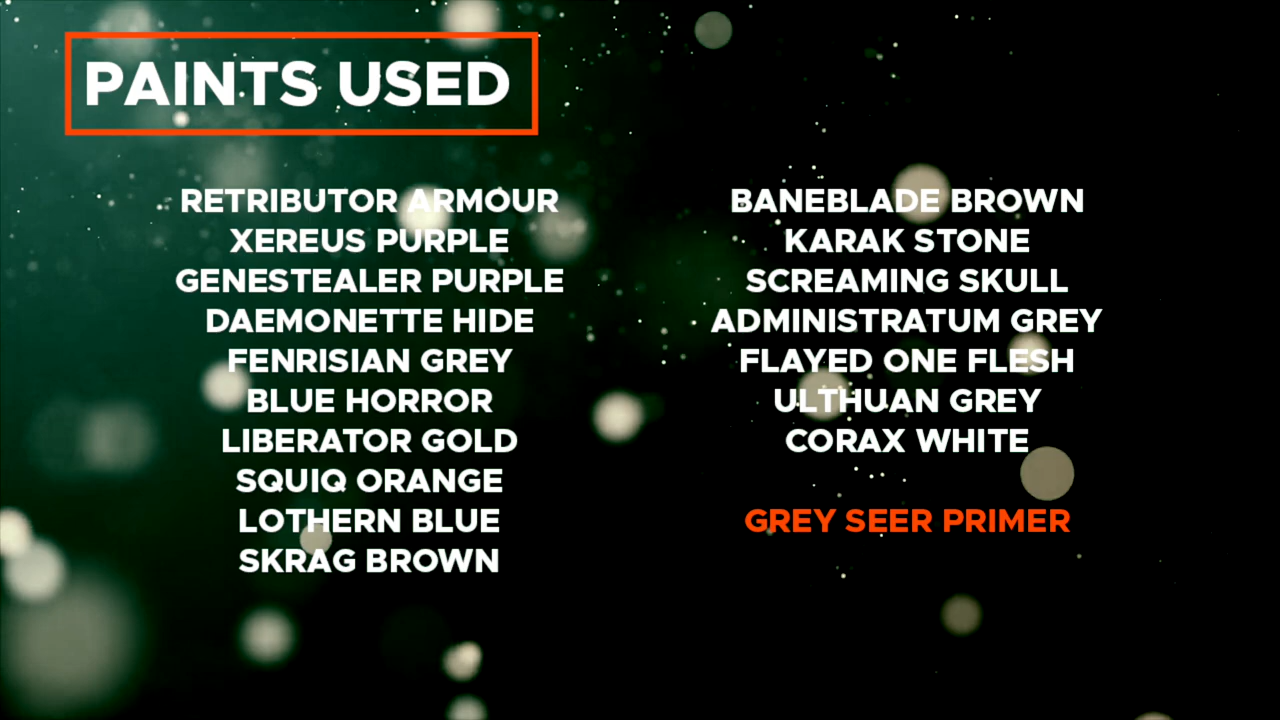 PAINTS USED
RETRIBUTOR ARMOUR
XEREUS PURPLE
GENESTEALER PURPLE
DAEMONETTE HIDE
FENRISIAN GREY
BLUE HORROR
LIBERATOR GOLD
SQUIQ ORANGE
LOTHERN BLUE
SKRAG BROWN
BANEBLADE BROWN
KARAK STONE
SCREAMING SKULL
ADMINISTRATUM GREY
FLAYED ONE FLESH
ULTHUAN GREY
CORAX WHITE
GREY SEER PRIMER